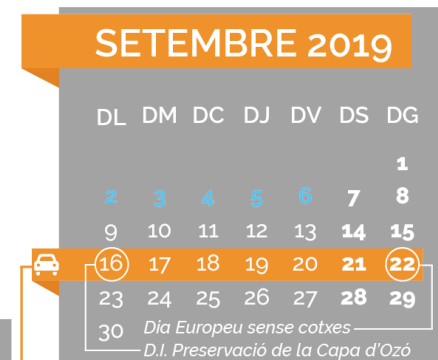 SETEMBRE 2019
DL DM DC DJ DV DS DG
1
2 3 4 5 6 7 8
9 10 11 12 13 14 15
16 17 18 19 20 21 22
23 24 25 26 27 28 29
30 Dia Europeu sense cotxes
D.I. Preservació de la Capa d'Ozó